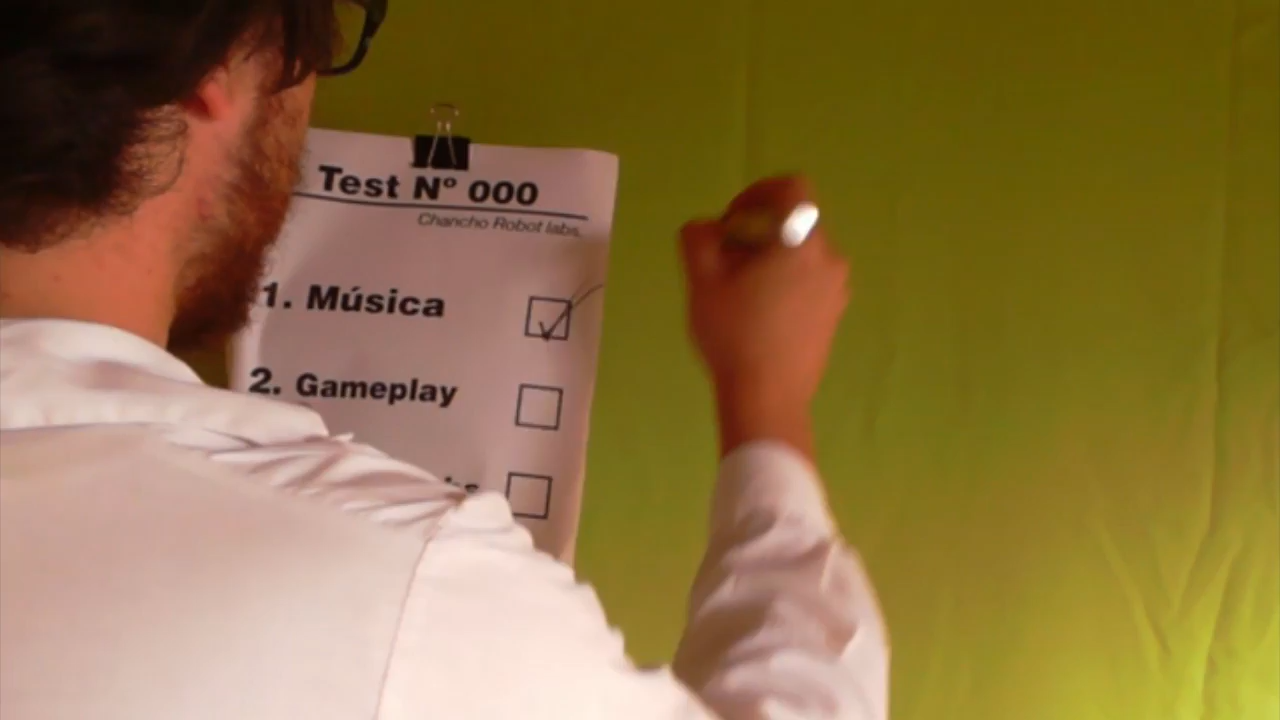 Test Nº 000
Chancho Robot labs.
1. Música
2. Gameplay